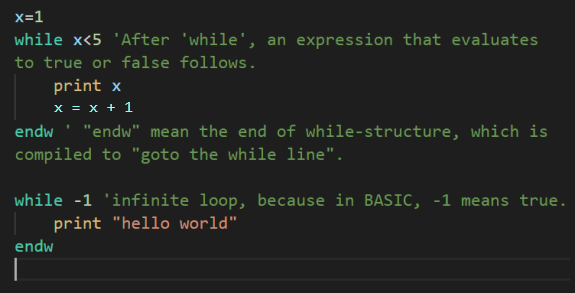 x=1
while x<5 'After 'while', an expression that evaluates
to true or false follows.
print x
x = x + 1
endw ' "endw" mean the end of while-structure, which is
compiled to "goto the while line".
while -1 'infinite loop, because in BASIC, -1 means true.
print "hello world"
endw